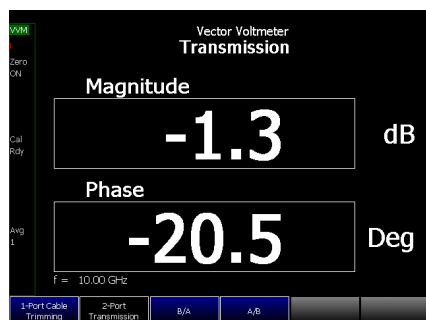 VVM
Vector Voltmeter
Transmission
Zero
ON
Magnitude
-1.3 dB
Cal
Rdy
Phase
-20.5 Deg
Avg
1
f = 10.00 GHz
1-Port Cable
Trimming
2-Port
Transmission
B/A
A/B